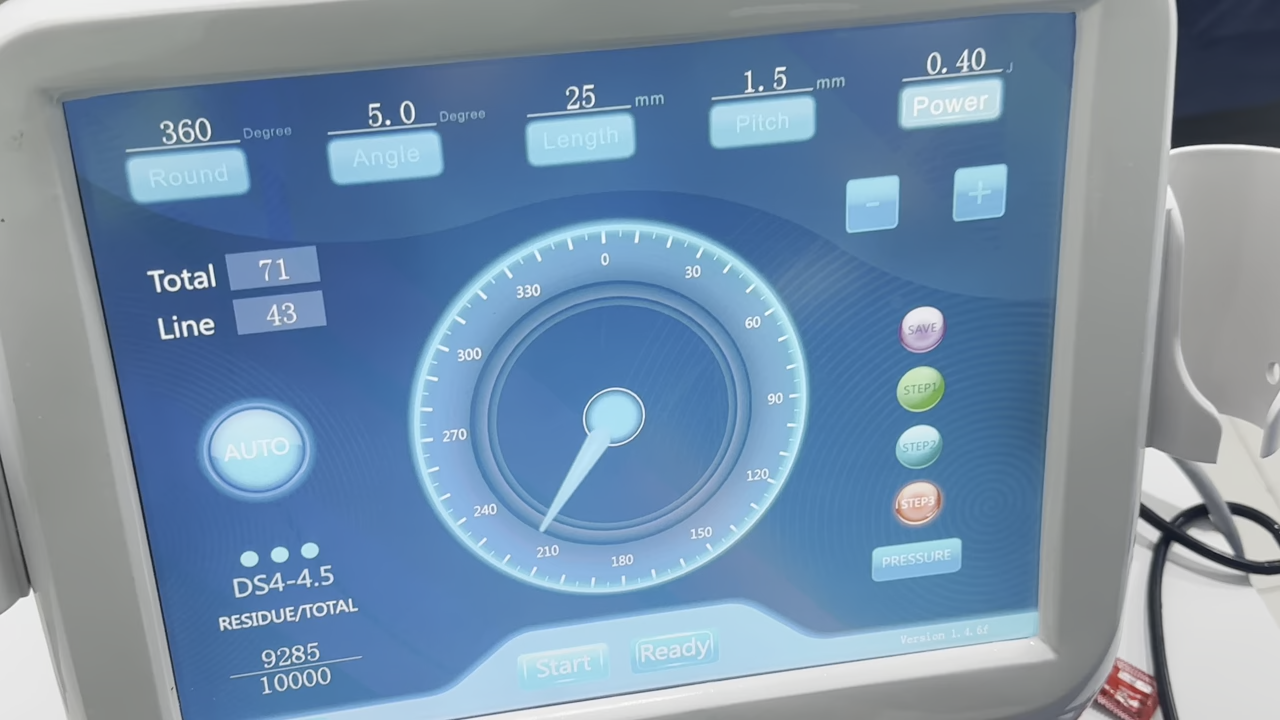 360 Degree
5.0 Degree
25 mm
1.5 mm
0.40 J
Round
Angle
Length
Pitch
Power
-
+
Total 71
Line 43
0
30
60
90
120
150
180
210
240
270
300
330
AUTO
SAVE
STEP1
STEP2
STEP3
PRESSURE
DS4-4.5
RESIDUE/TOTAL
9285
10000
Start
Ready
Version 1.4.6f